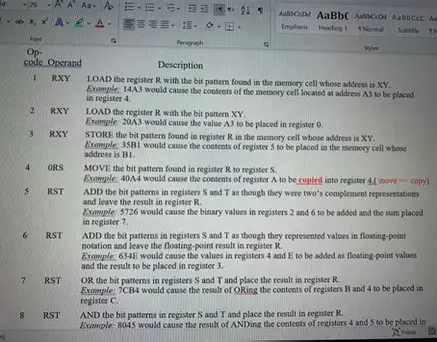 26
A^ A^ Aa
AaBbCcDd AaBb( AaBbCcDd AaBbCcC
Emphasis Heading 1 ¶ Normal Subtitle
Font Paragraph Styles
Op-
code Operand Description
1 RXY LOAD the register R with the bit pattern found in the memory cell whose address is XY.
Example: 14A3 would cause the contents of the memory cell located at address A3 to be placed
in register 4.
2 RXY LOAD the register R with the bit pattern XY.
Example: 20A3 would cause the value A3 to be placed in register 0.
3 RXY STORE the bit pattern found in register R in the memory cell whose address is XY.
Example: 35B1 would cause the contents of register 5 to be placed in the memory cell whose
address is B1.
4 0RS MOVE the bit pattern found in register R to register S.
Example: 40A4 would cause the contents of register A to be copied into register 4.( move == copy)
5 RST ADD the bit patterns in registers S and T as though they were two's complement representations
and leave the result in register R.
Example: 5726 would cause the binary values in registers 2 and 6 to be added and the sum placed
in register 7.
6 RST ADD the bit patterns in registers S and T as though they represented values in floating-point
notation and leave the floating-point result in register R.
Example: 634E would cause the values in registers 4 and E to be added as floating-point values
and the result to be placed in register 3.
7 RST OR the bit patterns in registers S and T and place the result in register R.
Example: 7CB4 would cause the result of ORing the contents of registers B and 4 to be placed in
register C.
8 RST AND the bit patterns in register S and T and place the result in register R.
Example: 8045 would cause the result of ANDing the contents of registers 4 and 5 to be placed in
Focus